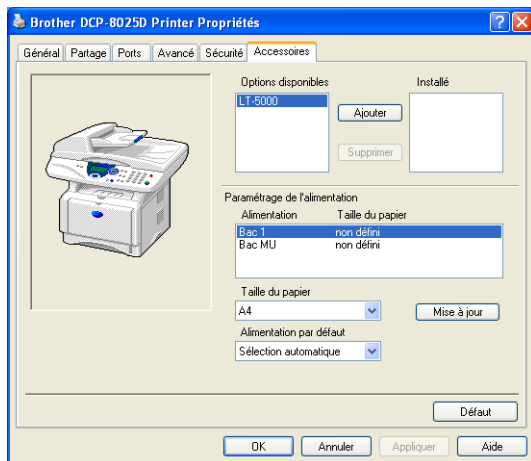 Brother DCP-8025D Printer Propriétés
Général Partage Ports Avancé Sécurité Accessoires
Options disponibles Installé
LT-5000
Ajouter
Supprimer
Paramétrage de l'alimentation
Alimentation Taille du papier
Bac 1 non défini
Bac MU non défini
Taille du papier
A4 Mise à jour
Alimentation par défaut
Sélection automatique
Défaut
OK Annuler Appliquer Aide